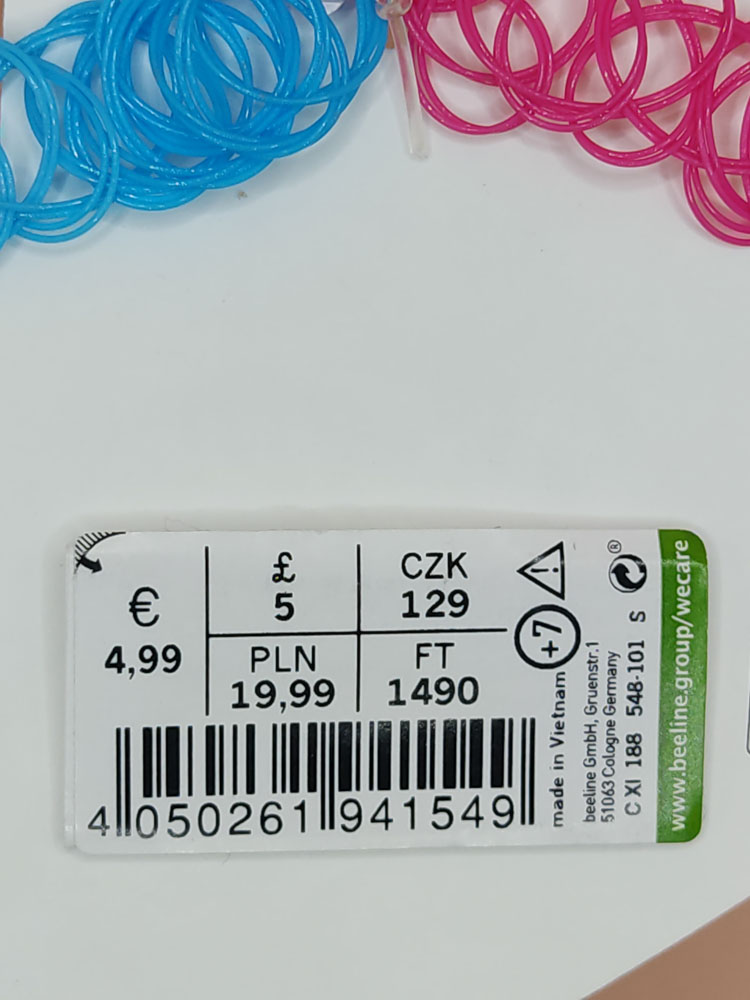 €
4,99
£
5
CZK
129
PLN
19,99
FT
1490
4 050261 941549
+7
made in Vietnam
beeline GmbH, Gruenstr.1
51063 Cologne Germany
C XI 188 548-101 S
®
www.beeline.group/wecare